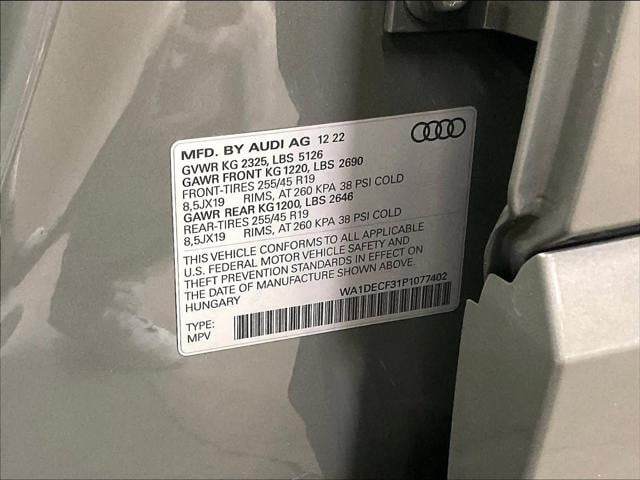 MFD. BY AUDI AG 12 22
GVWR KG 2325, LBS 5126
GAWR FRONT KG 1220, LBS 2690
FRONT-TIRES 255/45 R19
8,5JX19 RIMS, AT 260 KPA 38 PSI COLD
GAWR REAR KG1200, LBS 2646
REAR-TIRES 255/45 R19
8,5JX19 RIMS, AT 260 KPA 38 PSI COLD
THIS VEHICLE CONFORMS TO ALL APPLICABLE
U.S. FEDERAL MOTOR VEHICLE SAFETY AND
THEFT PREVENTION STANDARDS IN EFFECT ON
THE DATE OF MANUFACTURE SHOWN ABOVE.
HUNGARY
WA1DECF31P1077402
TYPE:
MPV